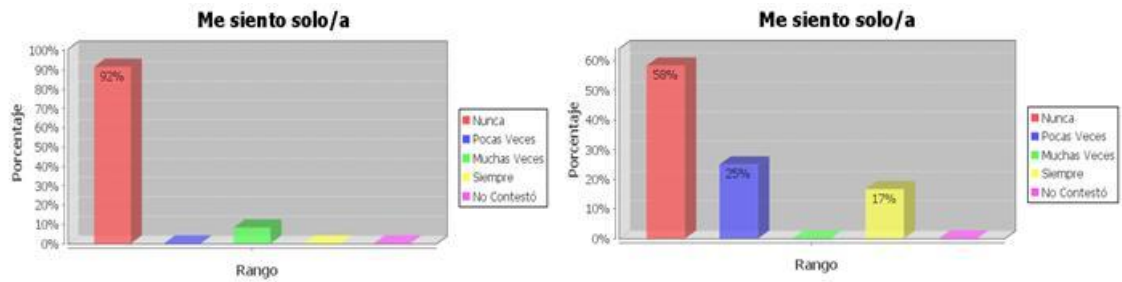 Me siento solo/a
100%
90%
80%
70%
60%
50%
40%
30%
20%
10%
0%
Porcentaje
92%
Rango
Nunca
Pocas Veces
Muchas Veces
Siempre
No Contestó
Me siento solo/a
60%
50%
40%
30%
20%
10%
0%
Porcentaje
58%
25%
17%
Rango
Nunca
Pocas Veces
Muchas Veces
Siempre
No Contestó